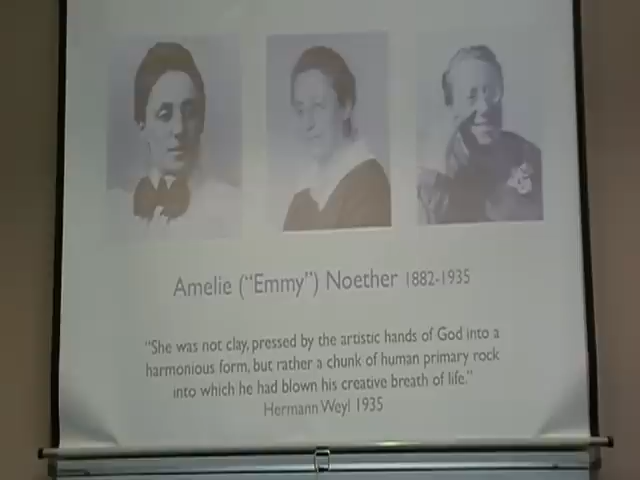 Amelie (“Emmy”) Noether 1882-1935
“She was not clay, pressed by the artistic hands of God into a
harmonious form, but rather a chunk of human primary rock
into which he had blown his creative breath of life.”
Hermann Weyl 1935